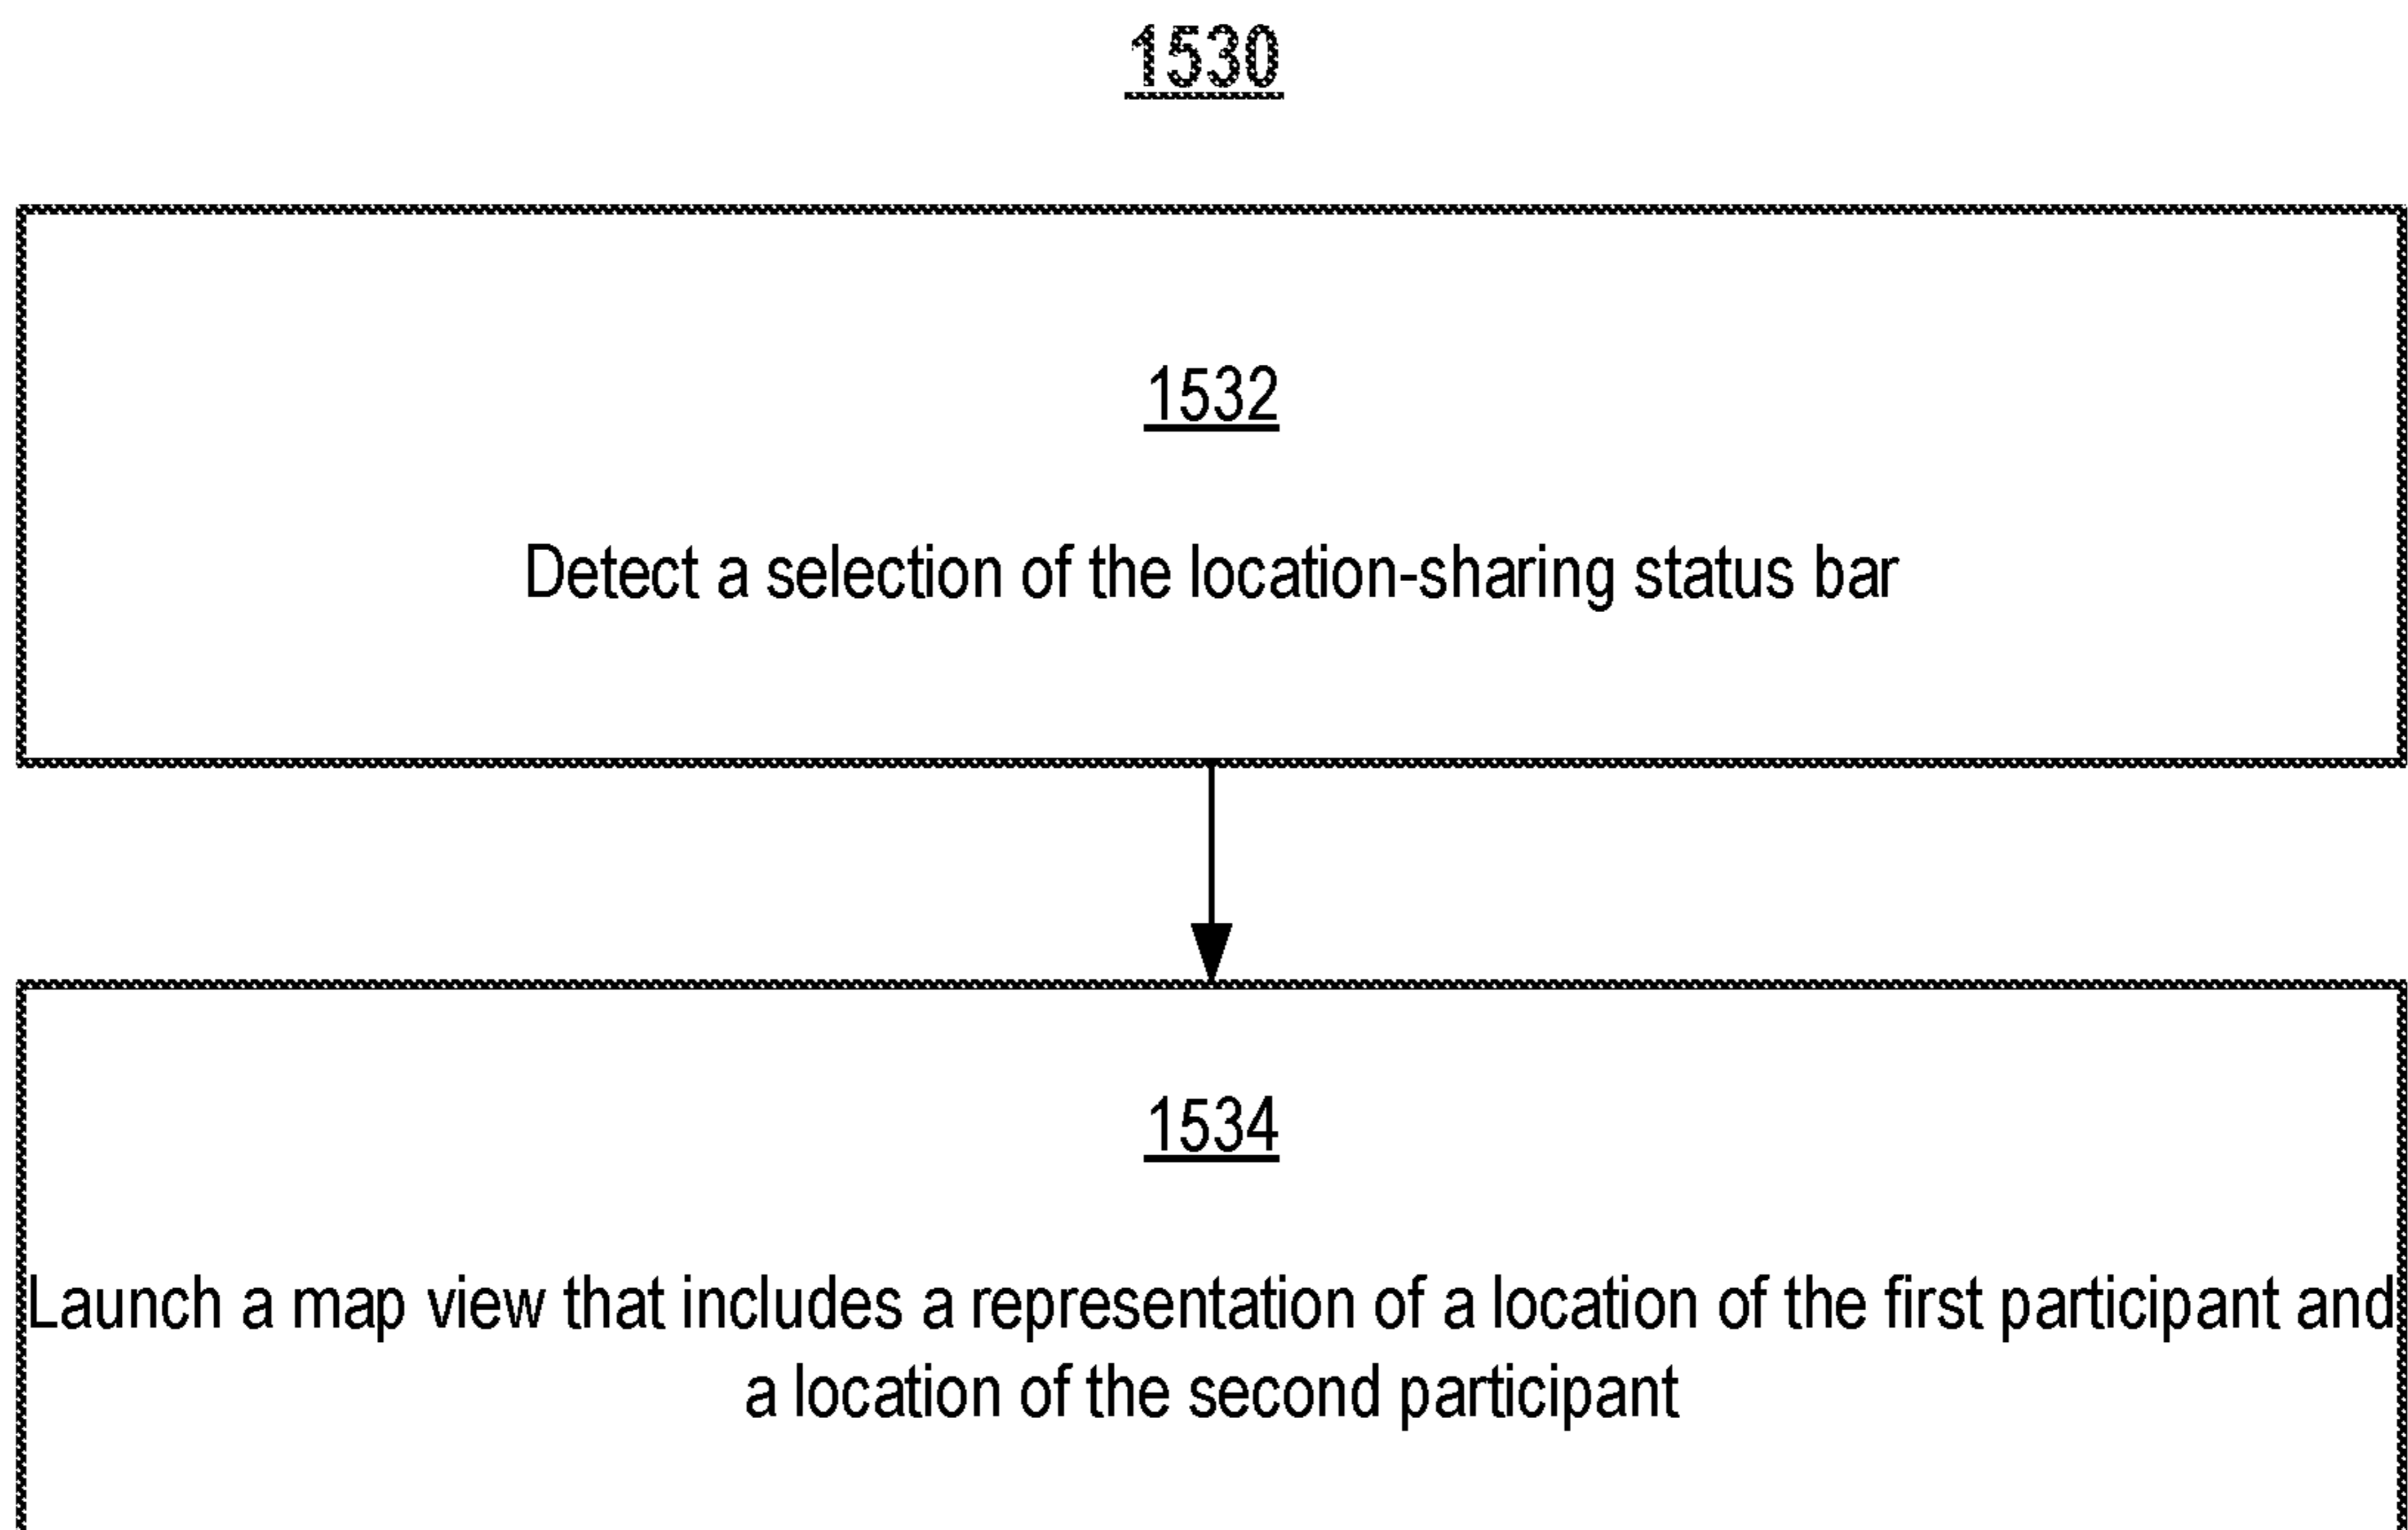 1530
1532
Detect a selection of the location-sharing status bar
1534
Launch a map view that includes a representation of a location of the first participant and
a location of the second participant